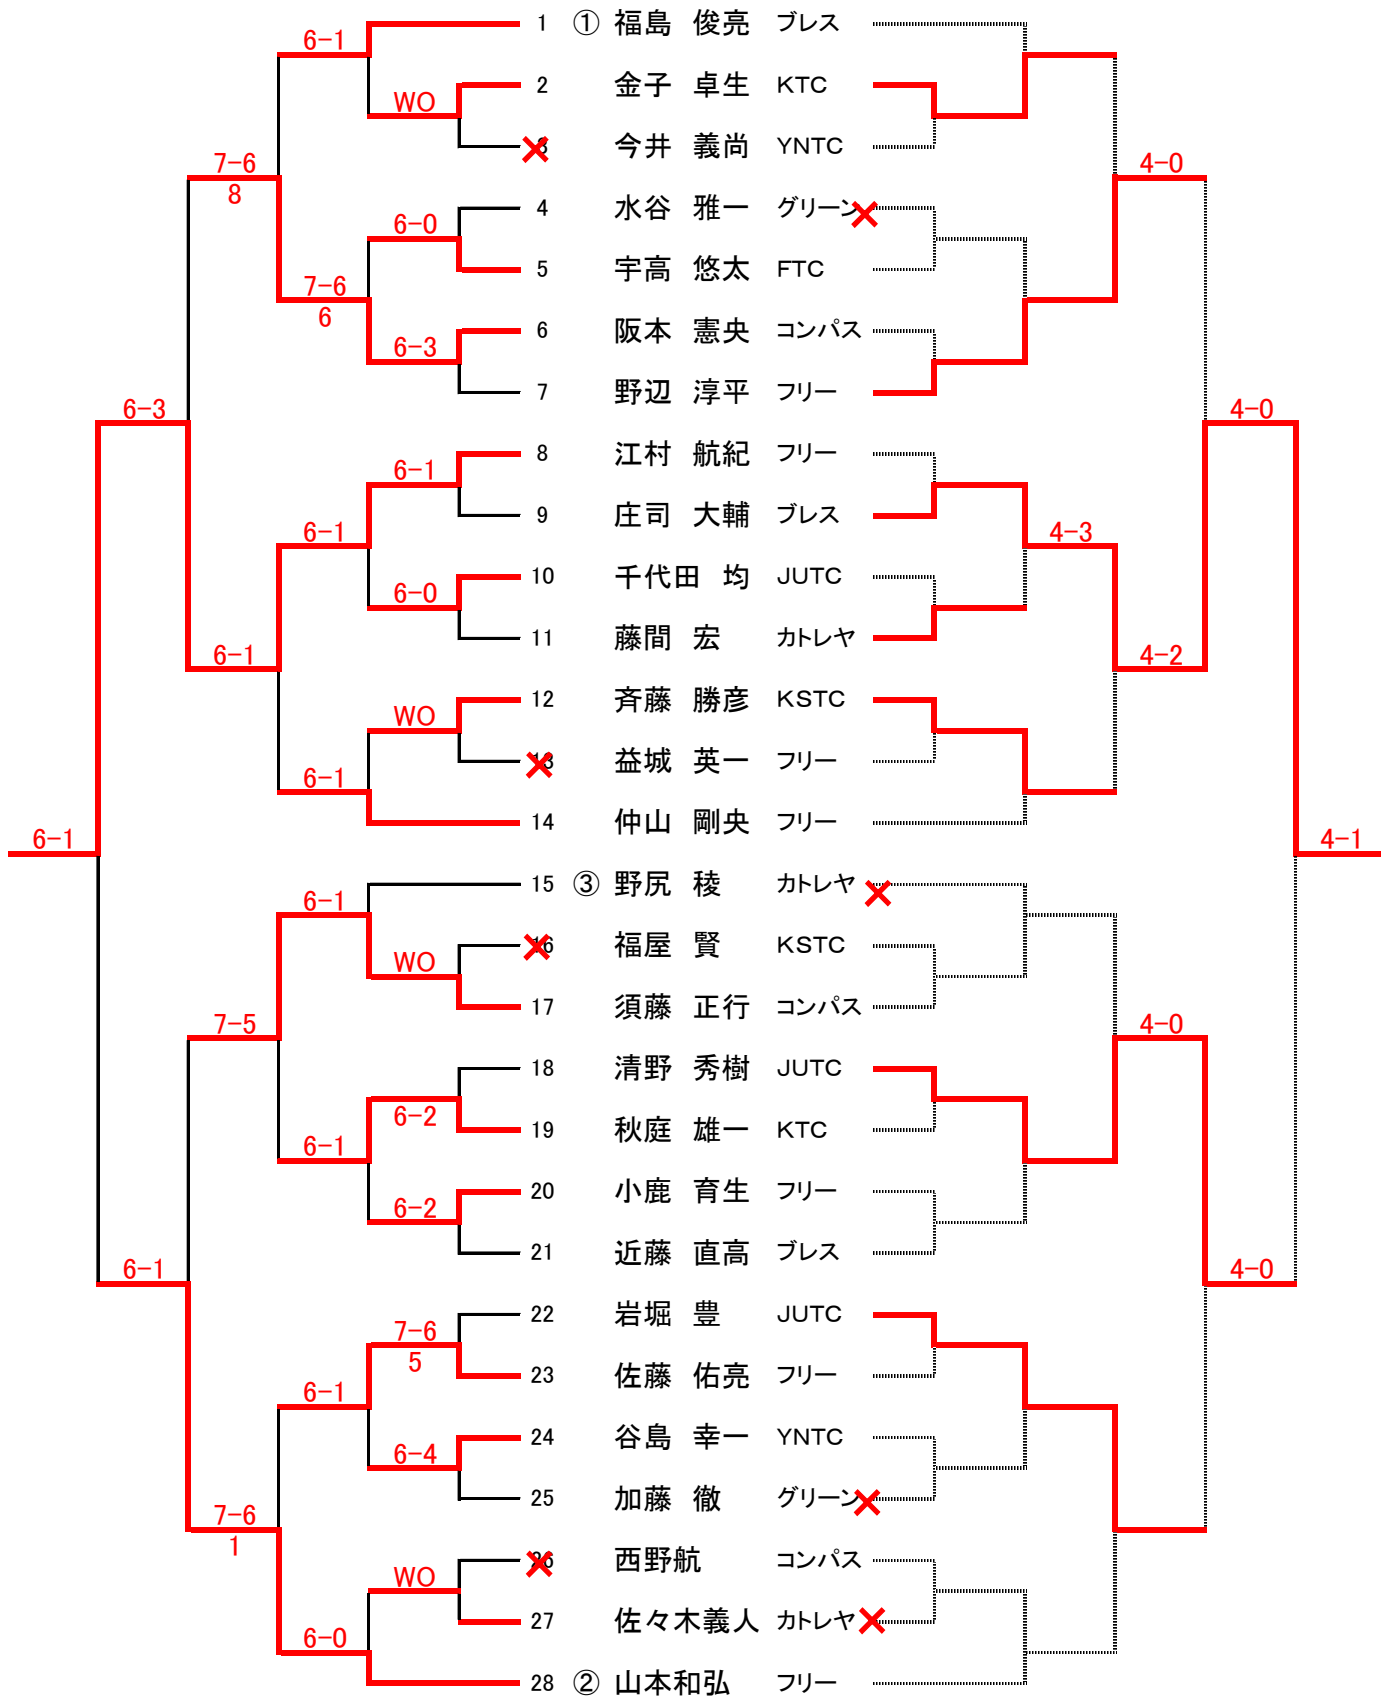 1 ① 福島 俊亮 ブレス
6-1
2 金子 卓生 KTC
WO
今井 義尚 YNTC
7-6 4-0
8
4 水谷 雅一 グリーン
6-0
5 宇高 悠太 FTC
7-6
6
6 阪本 憲央 コンパス
6-3
7 野辺 淳平 フリー
6-3 4-0
8 江村 航紀 フリー
6-1
9 庄司 大輔 ブレス
6-1 4-3
10 千代田 均 JUTC
6-0
11 藤間 宏 カトレヤ
6-1 4-2
12 斉藤 勝彦 KSTC
WO
13 益城 英一 フリー
6-1
14 仲山 剛央 フリー
6-1 4-1
15 ③ 野尻 稜 カトレヤ
6-1
16 福屋 賢 KSTC
WO
17 須藤 正行 コンパス
7-5 4-0
18 清野 秀樹 JUTC
6-2
19 秋庭 雄一 KTC
6-1
20 小鹿 育生 フリー
6-2
21 近藤 直高 ブレス
6-1 4-0
22 岩堀 豊 JUTC
7-6
5
23 佐藤 佑亮 フリー
6-1
24 谷島 幸一 YNTC
6-4
25 加藤 徹 グリーン
7-6
1
26 西野航 コンパス
WO
27 佐々木義人 カトレヤ
6-0
28 ② 山本和弘 フリー